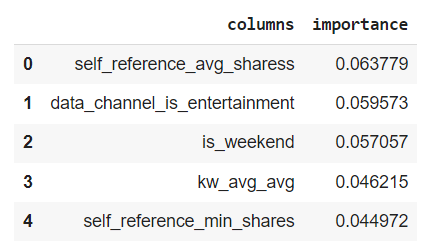 columns importance
0 self_reference_avg_sharess 0.063779
1 data_channel_is_entertainment 0.059573
2 is_weekend 0.057057
3 kw_avg_avg 0.046215
4 self_reference_min_shares 0.044972